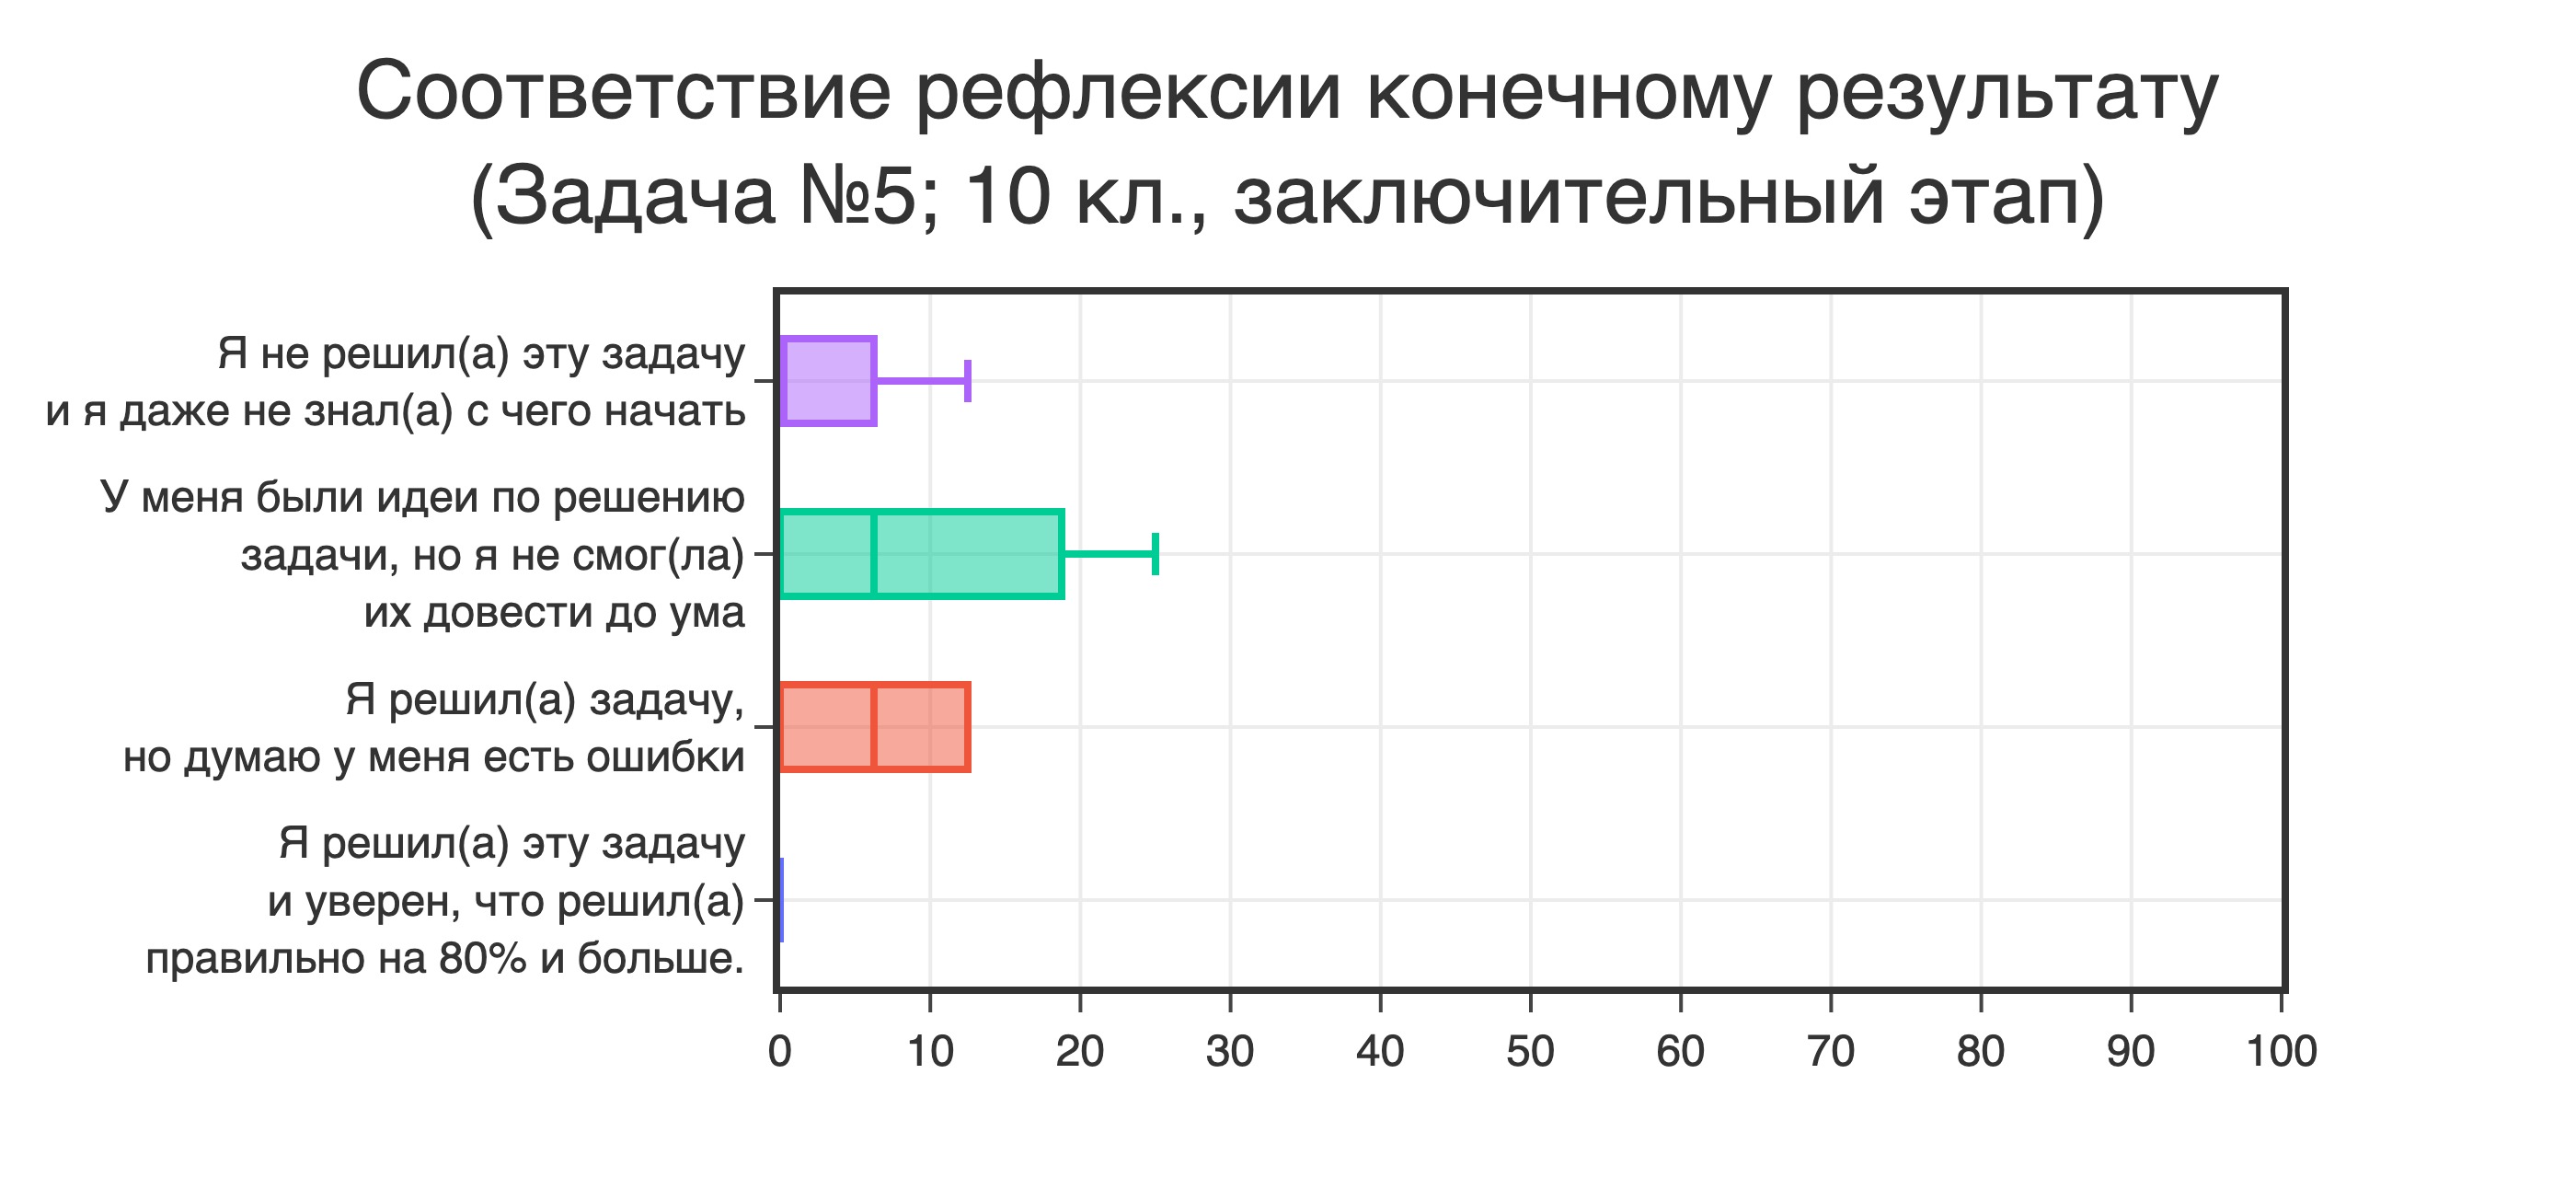 Соответствие рефлексии конечному результату
(Задача №5; 10 кл., заключительный этап)
Я не решил(а) эту задачу
и я даже не знал(а) с чего начать
У меня были идеи по решению
задачи, но я не смог(ла)
их довести до ума
Я решил(а) задачу,
но думаю у меня есть ошибки
Я решил(а) эту задачу
и уверен, что решил(а)
правильно на 80% и больше.
0 10 20 30 40 50 60 70 80 90 100